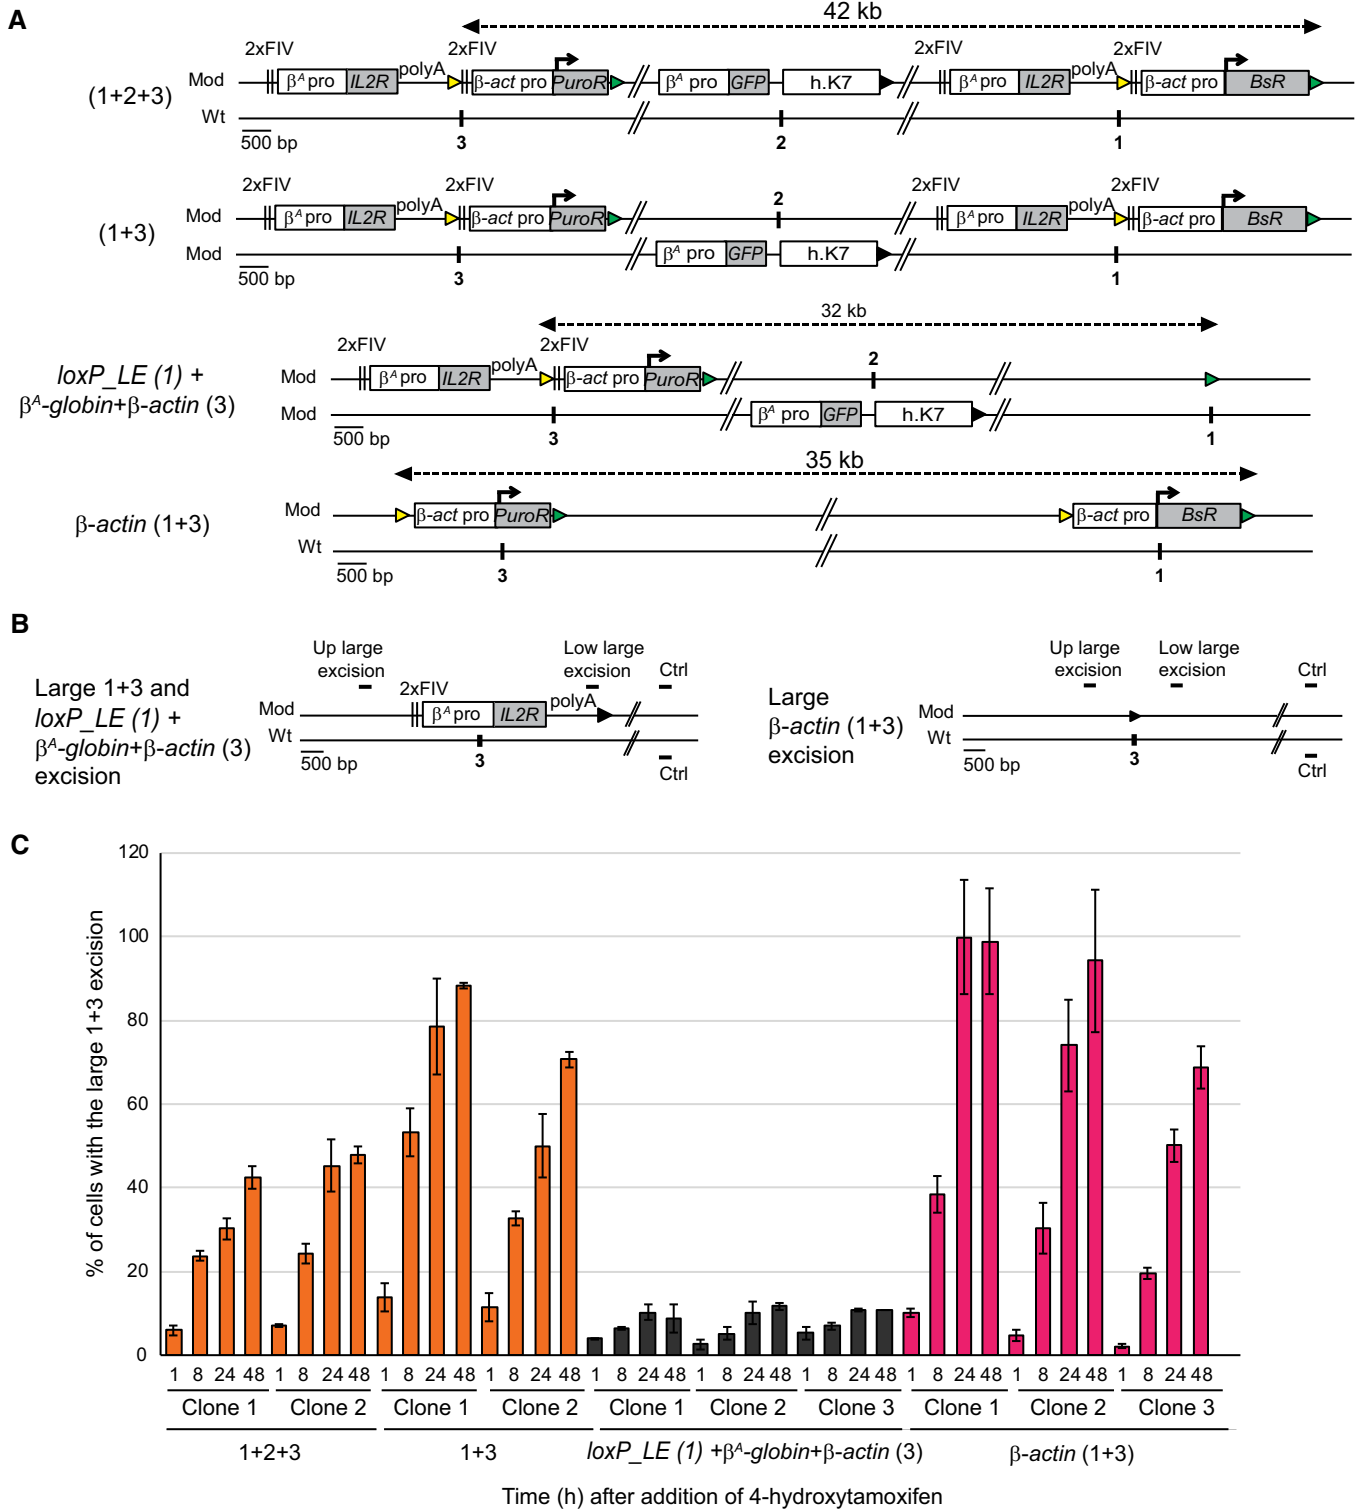 A
42 kb
2xFIV 2xFIV 2xFIV 2xFIV
(1+2+3) Mod βA pro IL2R polyA β-act pro PuroR βA pro GFP h.K7 βA pro IL2R polyA β-act pro BsR
Wt
500 bp 3 2 1
2xFIV 2xFIV 2xFIV 2xFIV
(1+3) Mod βA pro IL2R polyA β-act pro PuroR 2 βA pro IL2R polyA β-act pro BsR
Mod βA pro GFP h.K7
500 bp 3 1
32 kb
2xFIV 2xFIV
loxP_LE (1) +
βA-globin+β-actin (3)
Mod βA pro IL2R polyA β-act pro PuroR 2
Mod βA pro GFP h.K7
500 bp 3 1
35 kb
β-actin (1+3)
Mod β-act pro PuroR β-act pro BsR
Wt
500 bp 3 1
B
Large 1+3 and
loxP_LE (1) +
βA-globin+β-actin (3)
excision
Up large
excision
Low large
excision
Ctrl
2xFIV
Mod βA pro IL2R polyA
Wt
500 bp 3
Ctrl
Large
β-actin (1+3)
excision
Up large
excision
Low large
excision
Ctrl
Mod
Wt
500 bp 3
Ctrl
C
% of cells with the large 1+3 excision
120
100
80
60
40
20
0
1 8 24 48 1 8 24 48 1 8 24 48 1 8 24 48 1 8 24 48 1 8 24 48 1 8 24 48 1 8 24 48 1 8 24 48 1 8 24 48
Clone 1 Clone 2 Clone 1 Clone 2 Clone 1 Clone 2 Clone 3 Clone 1 Clone 2 Clone 3
1+2+3 1+3 loxP_LE (1) +βA-globin+β-actin (3) β-actin (1+3)
Time (h) after addition of 4-hydroxytamoxifen